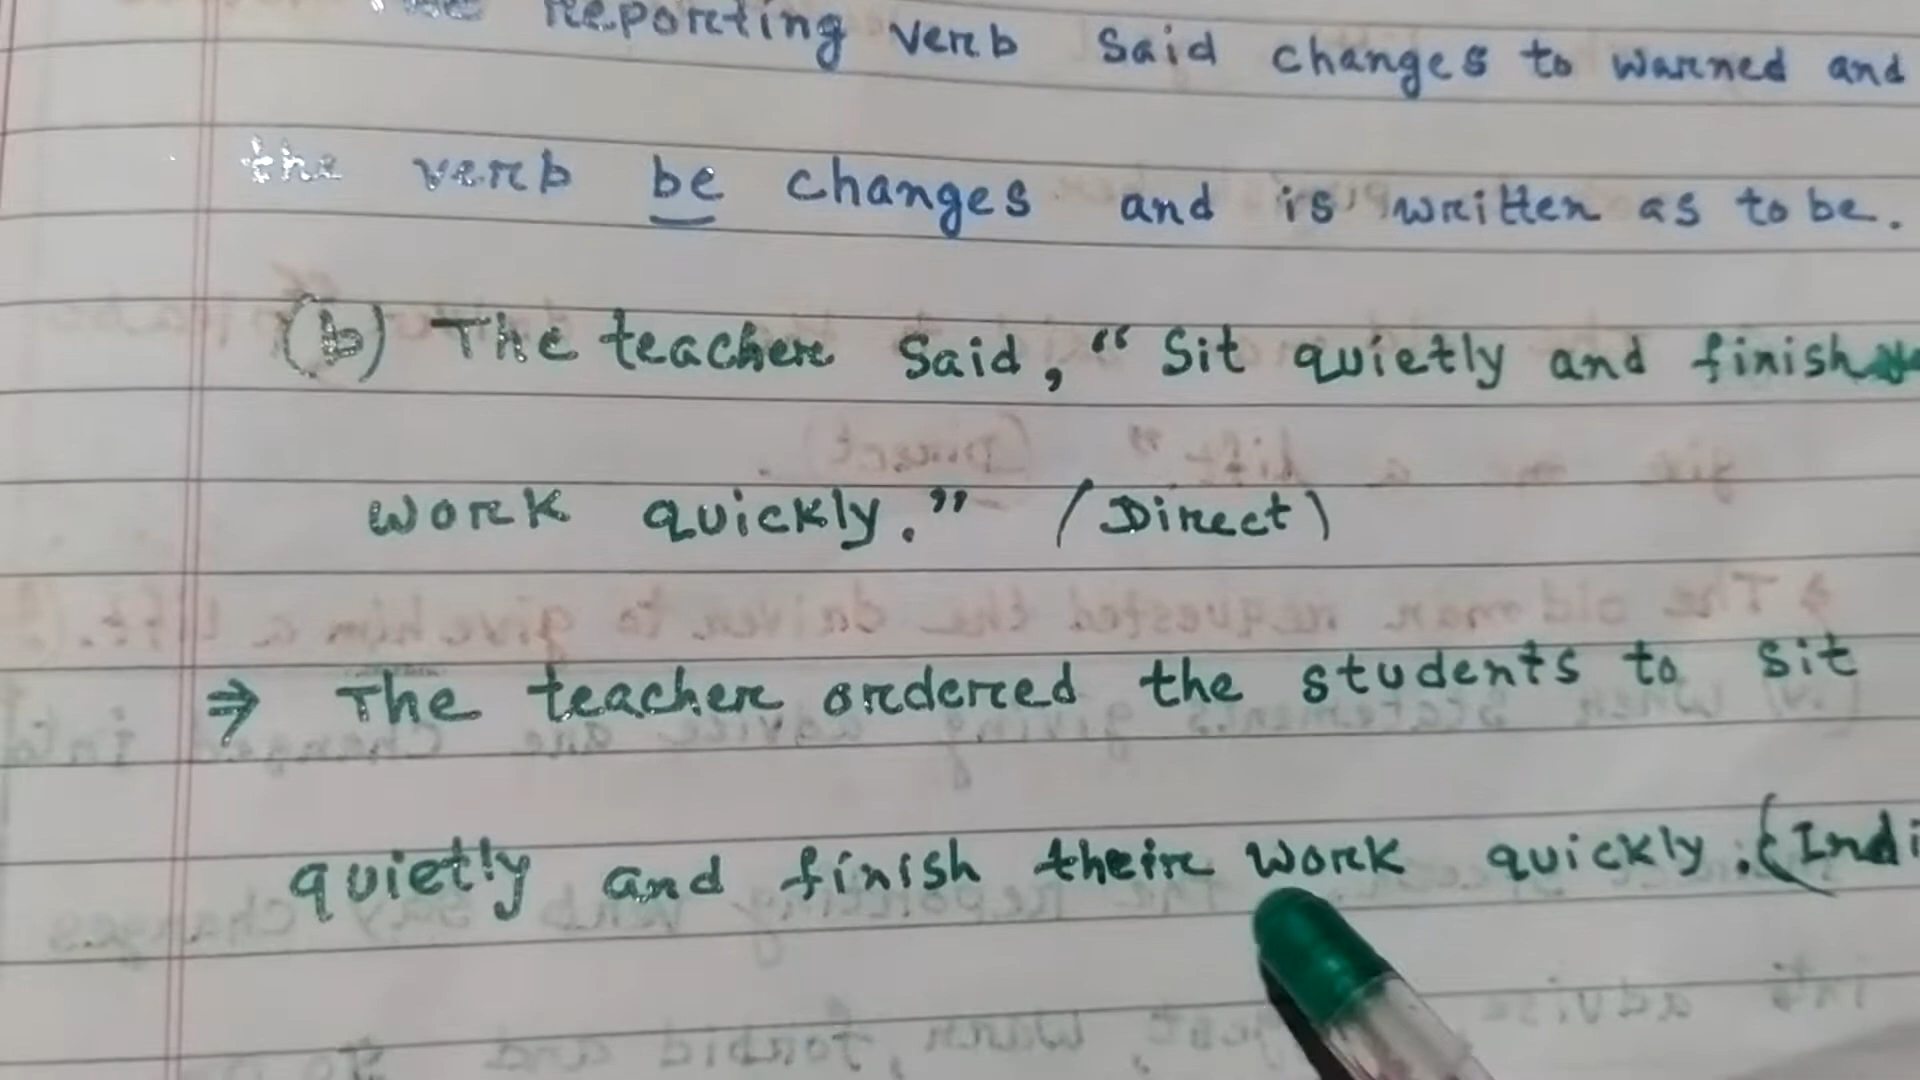 The Reporting verb Said changes to warned and
the verb be changes and is written as to be.
(b) The teacher Said, “Sit quietly and finish
work quickly.” (Direct)
⇒ The teacher ordered the students to sit
quietly and finish their work quickly. (Indi